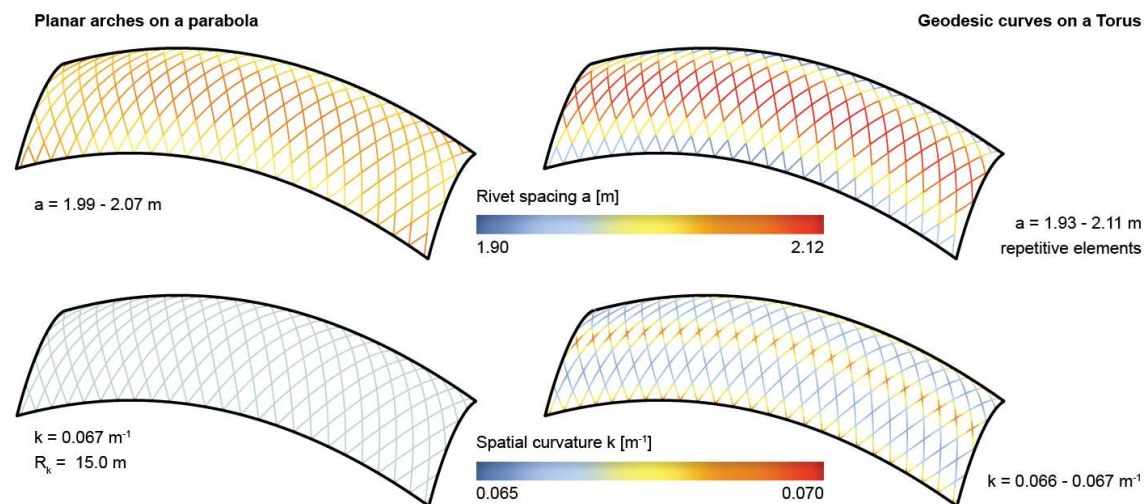 Planar arches on a parabola
Geodesic curves on a Torus
a = 1.99 - 2.07 m
Rivet spacing a [m]
1.90
2.12
a = 1.93 - 2.11 m
repetitive elements
k = 0.067 m⁻¹
Rₖ = 15.0 m
Spatial curvature k [m⁻¹]
0.065
0.070
k = 0.066 - 0.067 m⁻¹